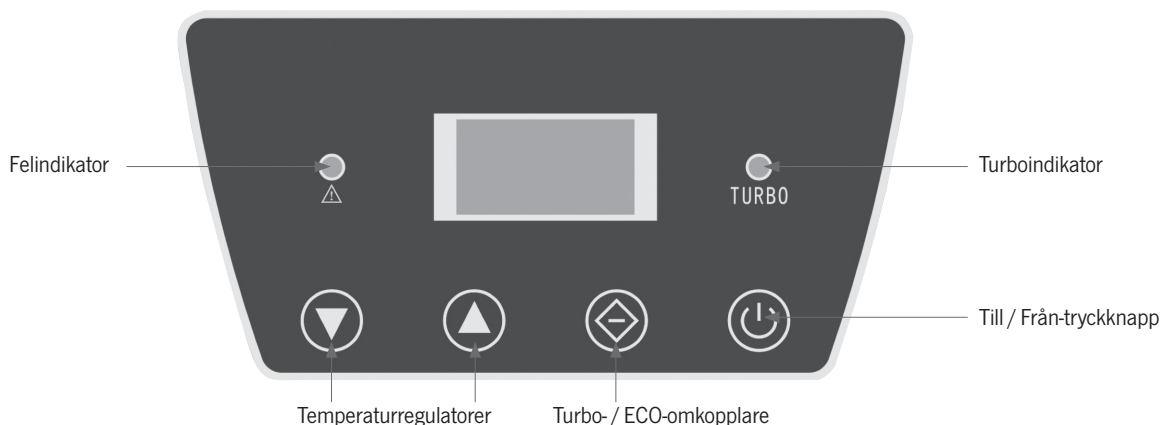 Felindikator
Turboindikator
TURBO
Till / Från-tryckknapp
Temperaturregulatorer
Turbo- / ECO-omkopplare